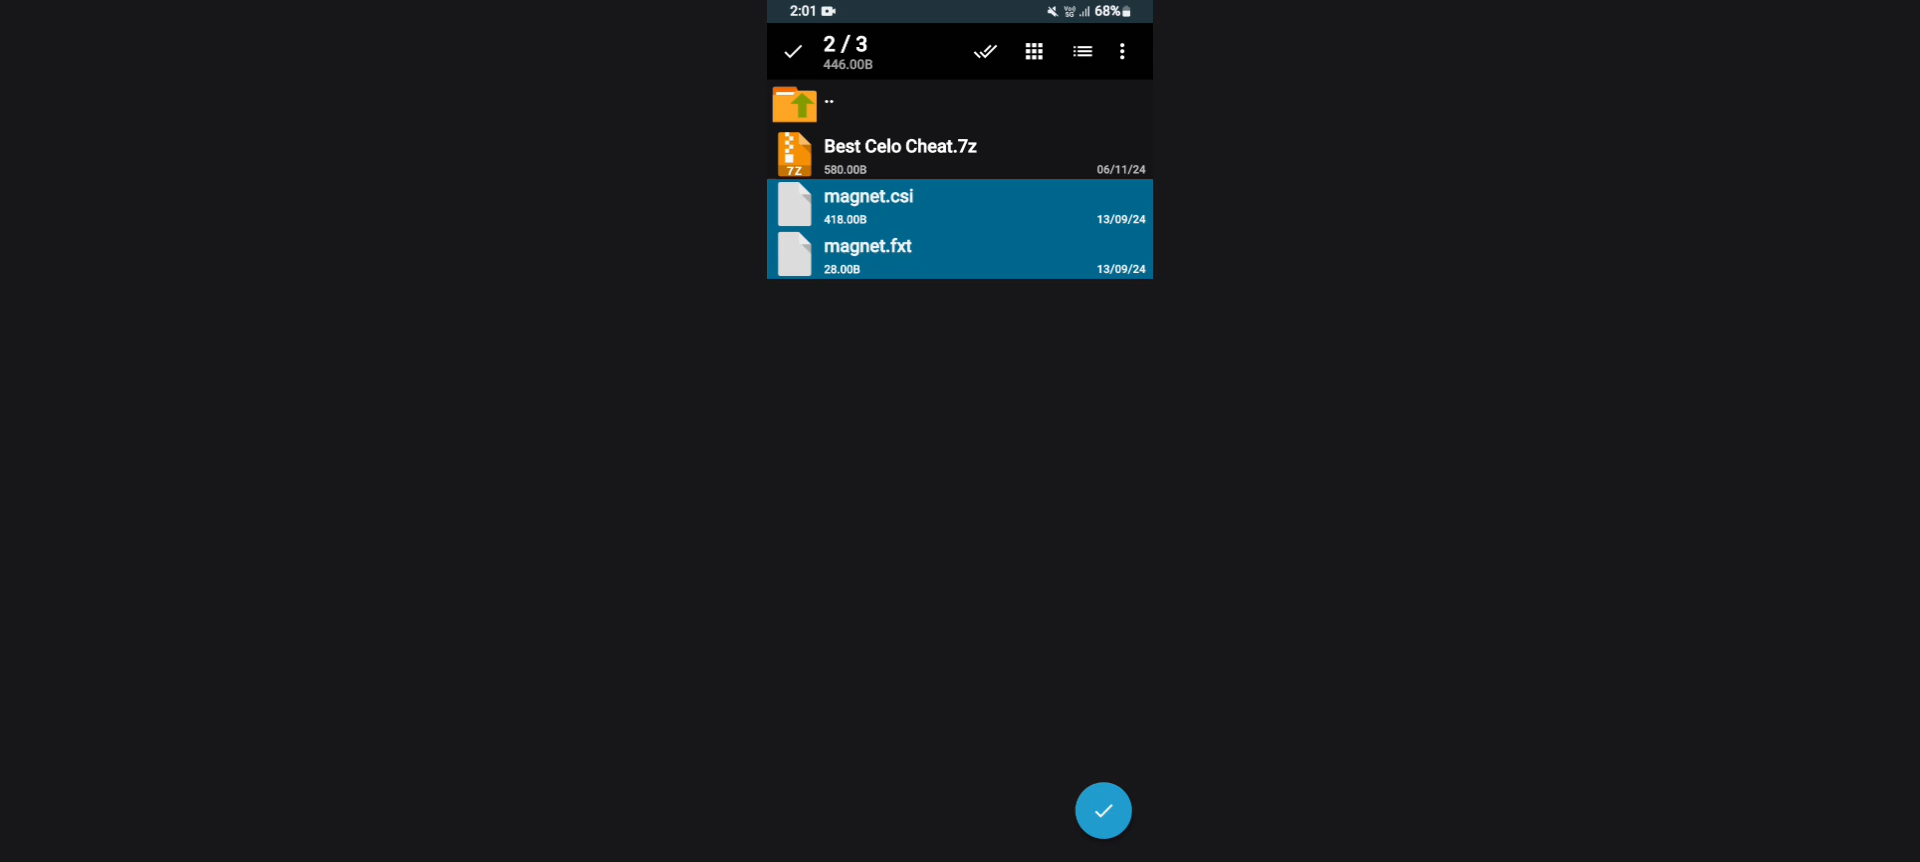 2:01 68%
2 / 3
446.00B
..
Best Celo Cheat.7z
7Z 580.00B 06/11/24
magnet.csi
418.00B 13/09/24
magnet.fxt
28.00B 13/09/24